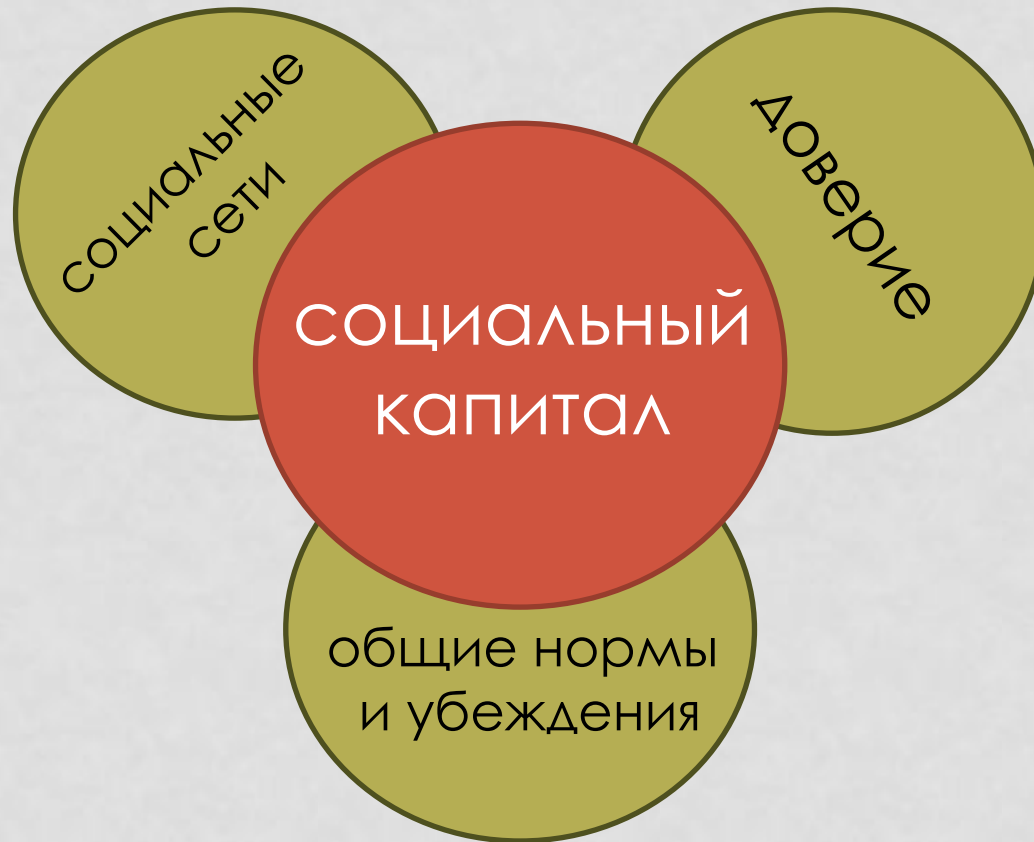 социальные
сети
доверие
социальный
капитал
общие нормы
и убеждения